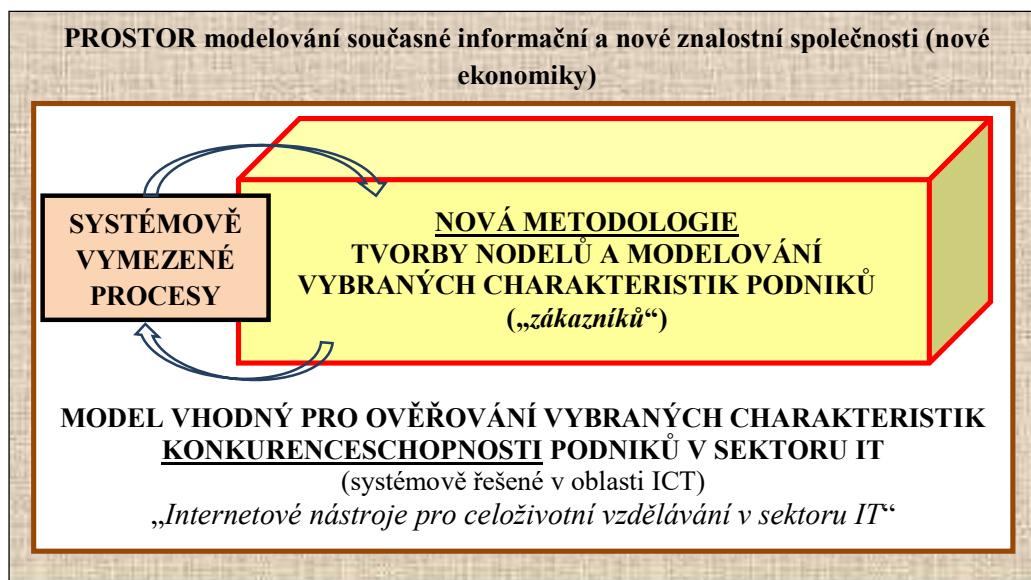 PROSTOR modelování současné informační a nové znalostní společnosti (nové
ekonomiky)
SYSTÉMOVĚ
VYMEZENÉ
PROCESY
NOVÁ METODOLOGIE
TVORBY NODELŮ A MODELOVÁNÍ
VYBRANÝCH CHARAKTERISTIK PODNIKŮ
(„zákazníků“)
MODEL VHODNÝ PRO OVĚŘOVÁNÍ VYBRANÝCH CHARAKTERISTIK
KONKURENCESCHOPNOSTI PODNIKŮ V SEKTORU IT
(systémově řešené v oblasti ICT)
„Internetové nástroje pro celoživotní vzdělávání v sektoru IT“